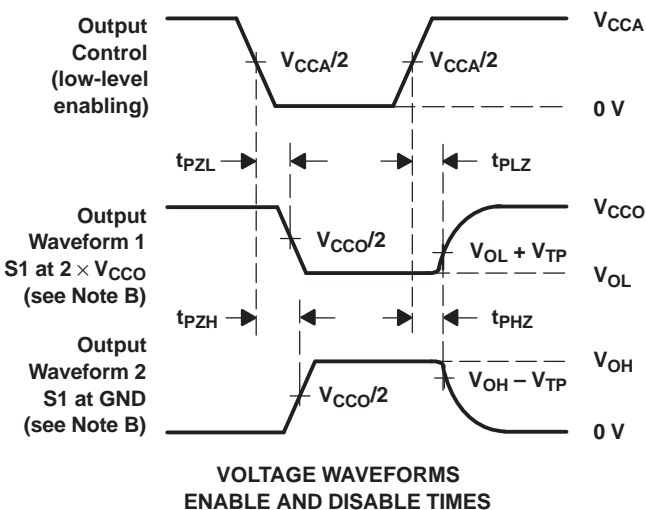 Output
Control
(low-level
enabling)
VCCA
VCCA/2
VCCA/2
0 V
tPZL
tPLZ
Output
Waveform 1
S1 at 2 × VCCO
(see Note B)
VCCO
VCCO/2
VOL + VTP
VOL
tPZH
tPHZ
Output
Waveform 2
S1 at GND
(see Note B)
VOH
VCCO/2
VOH − VTP
0 V
VOLTAGE WAVEFORMS
ENABLE AND DISABLE TIMES